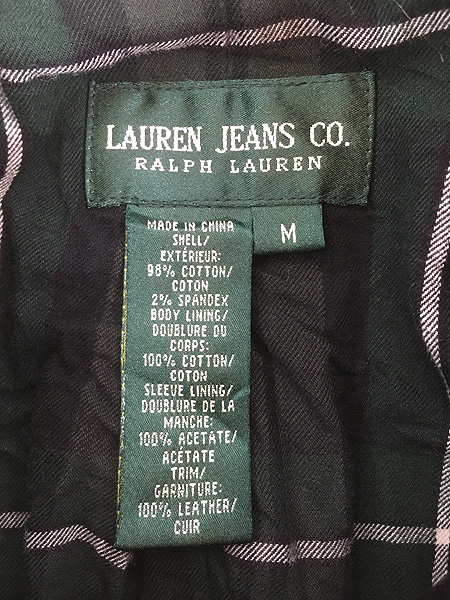 LAUREN JEANS CO.
RALPH LAUREN
M
MADE IN CHINA
SHELL/
EXTÉRIEUR:
98% COTTON/
COTON
2% SPANDEX
BODY LINING/
DOUBLURE DU
CORPS:
100% COTTON/
COTON
SLEEVE LINING/
DOUBLURE DE LA
MANCHE:
100% ACETATE/
ACÉTATE
TRIM/
GARNITURE:
100% LEATHER/
CUIR